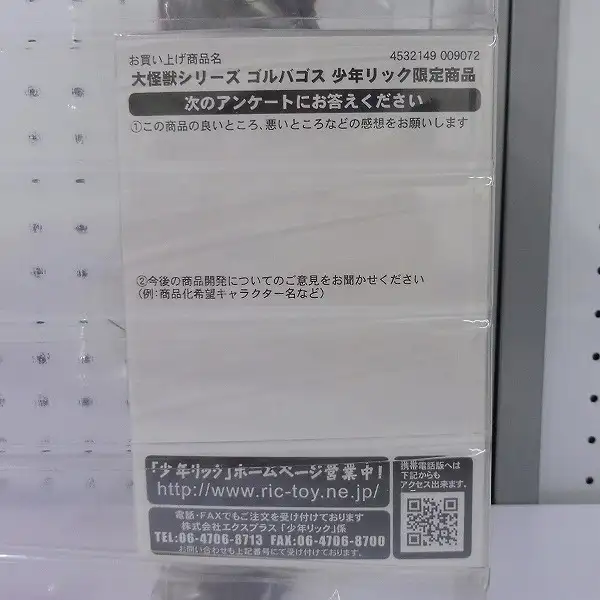 お買い上げ商品名 4532149 009072
大怪獣シリーズ ゴルバゴス 少年リック限定商品
次のアンケートにお答えください
①この商品の良いところ、悪いところなどの感想をお願いします
②今後の商品開発についてのご意見をお聞かせください
(例:商品化希望キャラクター名など)
「少年リック」ホームページ営業中!
http://www.ric-toy.ne.jp/
携帯電話版へは
下記からも
アクセス出来ます。
電話・FAXでもご注文を受け付けております
株式会社エクスプラス「少年リック」係
TEL:06-4706-8713 FAX:06-4706-8700
お問い合わせも上記番号にて受け付けています。